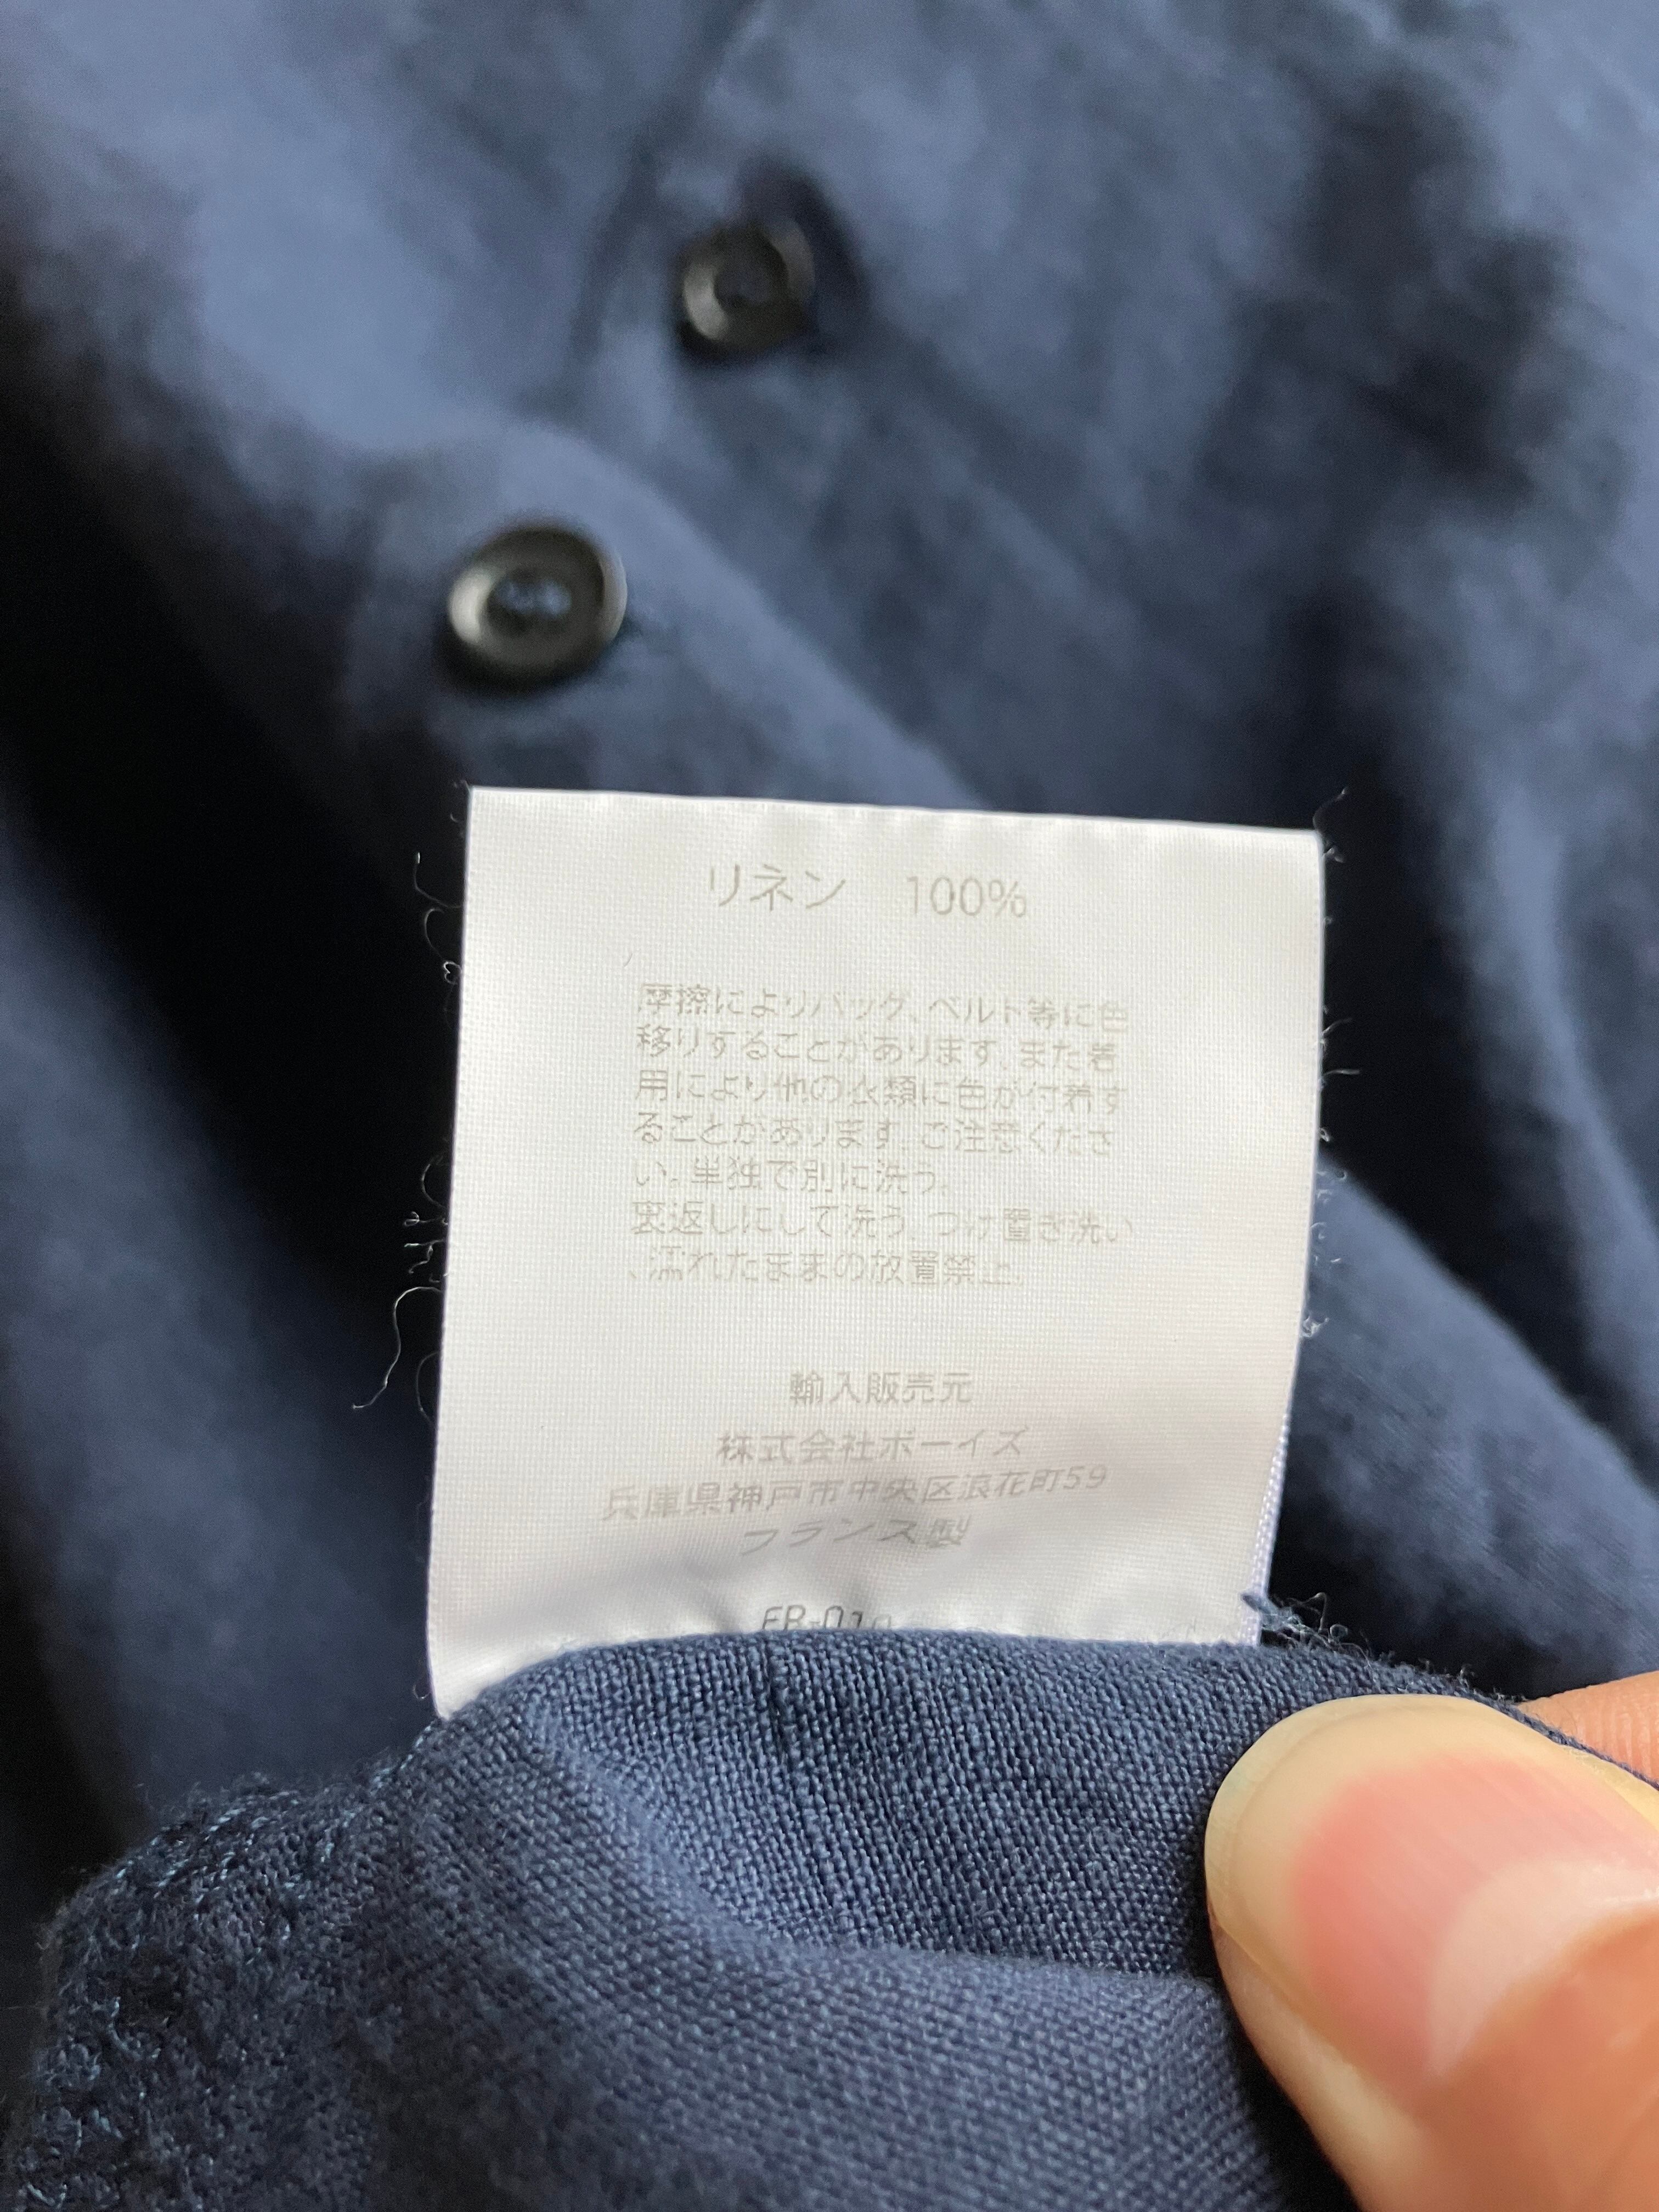 リネン　100%
摩擦によりバッグ、ベルト等に色
移りすることがあります。また着
用により他の衣類に色が付着す
ることがあります。ご注意くださ
い。単独で別に洗う。
裏返しにして洗う。つけ置き洗い
、濡れたままの放置禁止。
輸入販売元
株式会社ボーイズ
兵庫県神戸市中央区浪花町59
フランス製